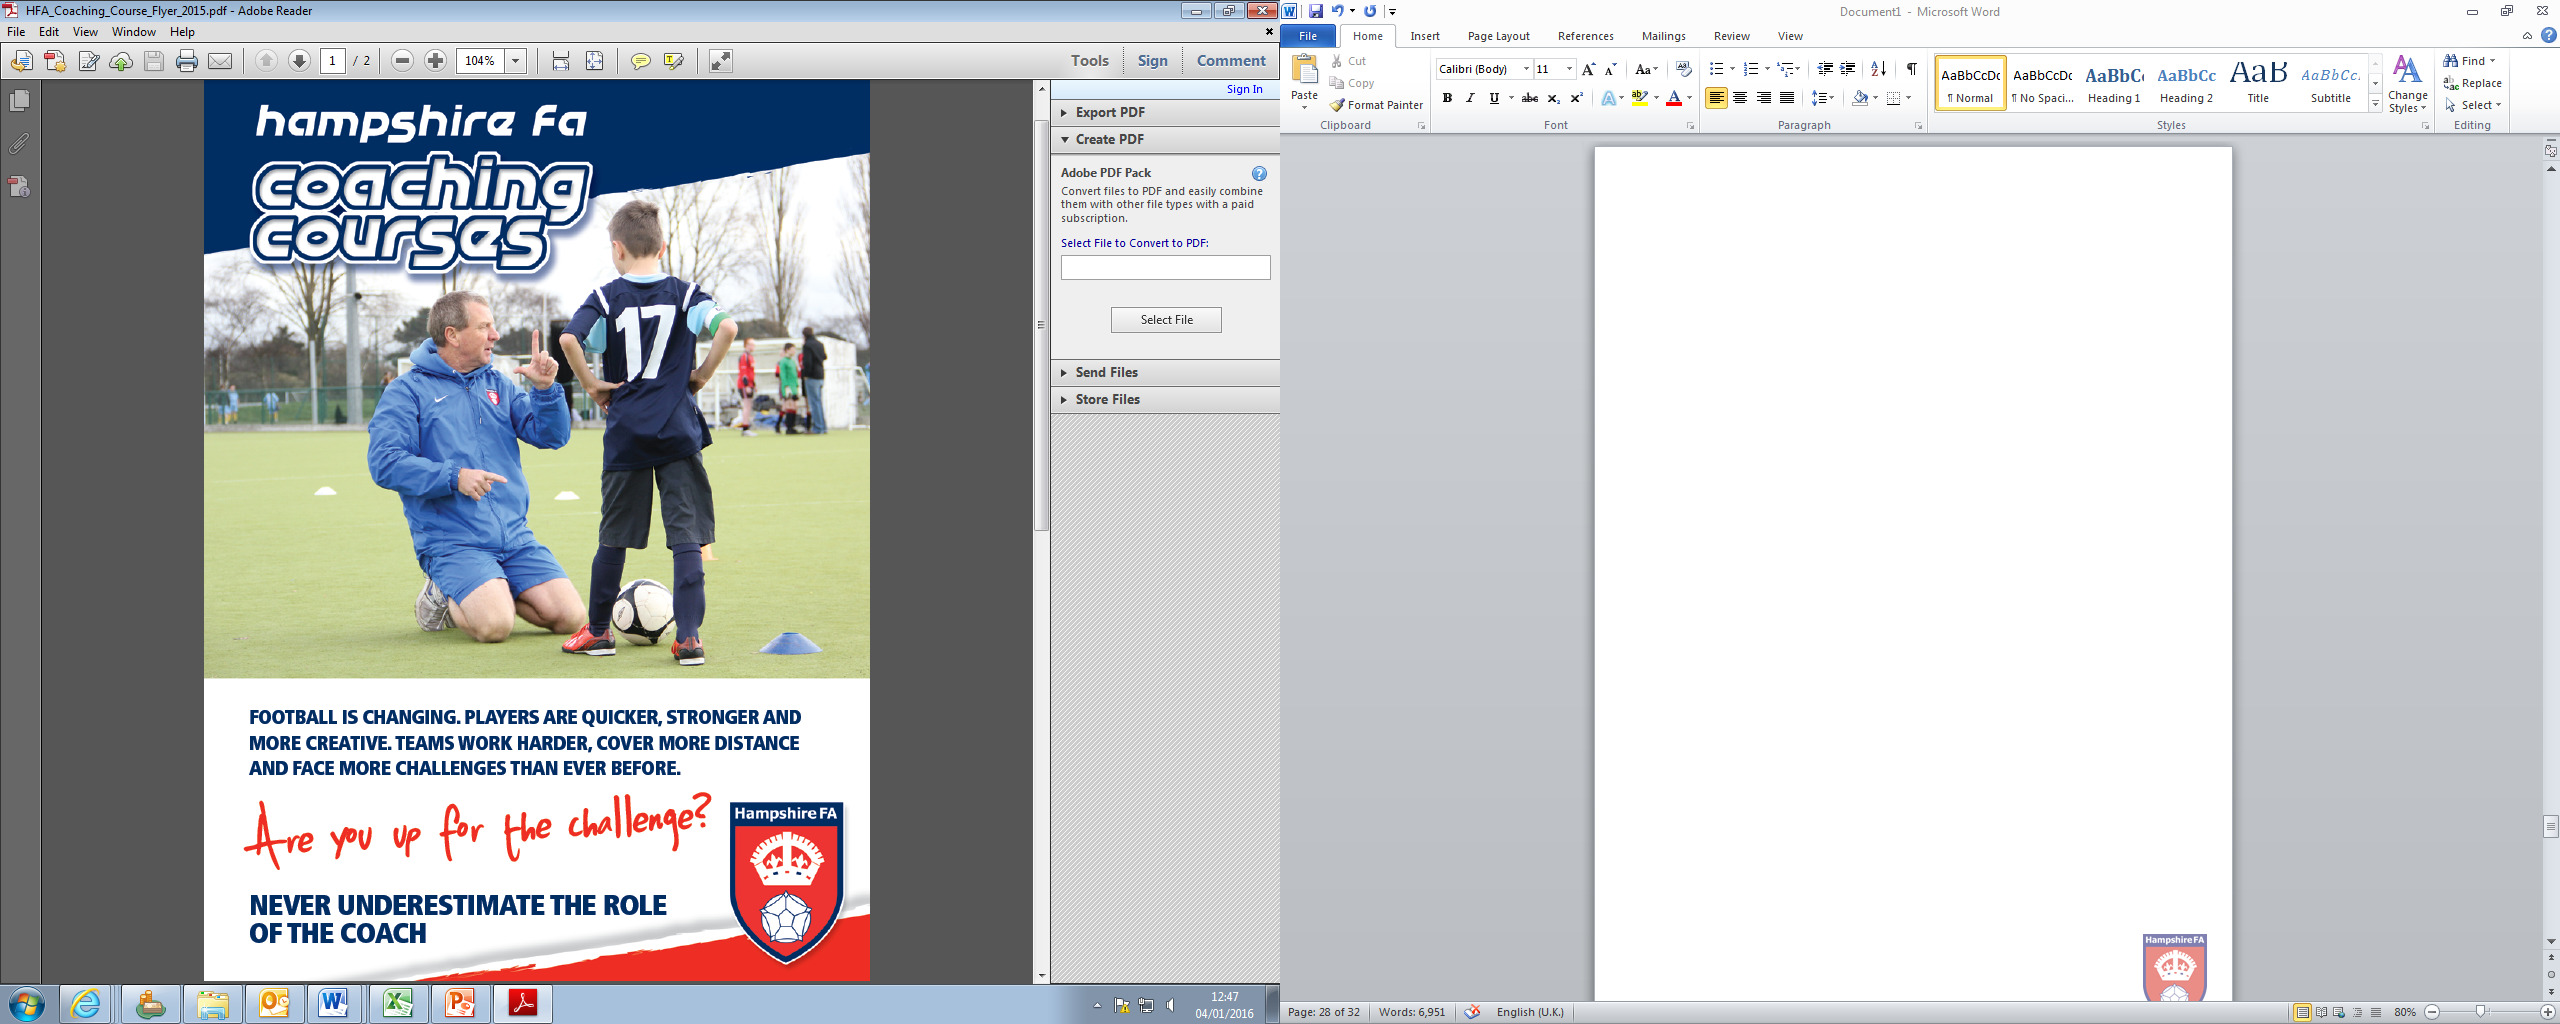 HFA_Coaching_Course_Flyer_2015.pdf - Adobe Reader
File Edit View Window Help
1 / 2
104%
Tools Sign Comment
hampshire fa
coaching
courses
17
FOOTBALL IS CHANGING. PLAYERS ARE QUICKER, STRONGER AND
MORE CREATIVE. TEAMS WORK HARDER, COVER MORE DISTANCE
AND FACE MORE CHALLENGES THAN EVER BEFORE.
Are you up for the challenge?
Hampshire FA
NEVER UNDERESTIMATE THE ROLE
OF THE COACH
Sign In
Export PDF
Create PDF
Adobe PDF Pack
Convert files to PDF and easily combine
them with other file types with a paid
subscription.
Select File to Convert to PDF:
Select File
Send Files
Store Files
12:47
04/01/2016
Document1 - Microsoft Word
File Home Insert Page Layout References Mailings Review View
Paste
Cut
Copy
Format Painter
Clipboard
Calibri (Body) 11
Font
Paragraph
AaBbCcDc AaBbCcDc AaBbC AaBbCc AaB AaBbCc.
¶ Normal ¶ No Spaci... Heading 1 Heading 2 Title Subtitle
Change
Styles
Styles
Find
Replace
Select
Editing
Hampshire FA
Page: 28 of 32 Words: 6,951 English (U.K.) 80%